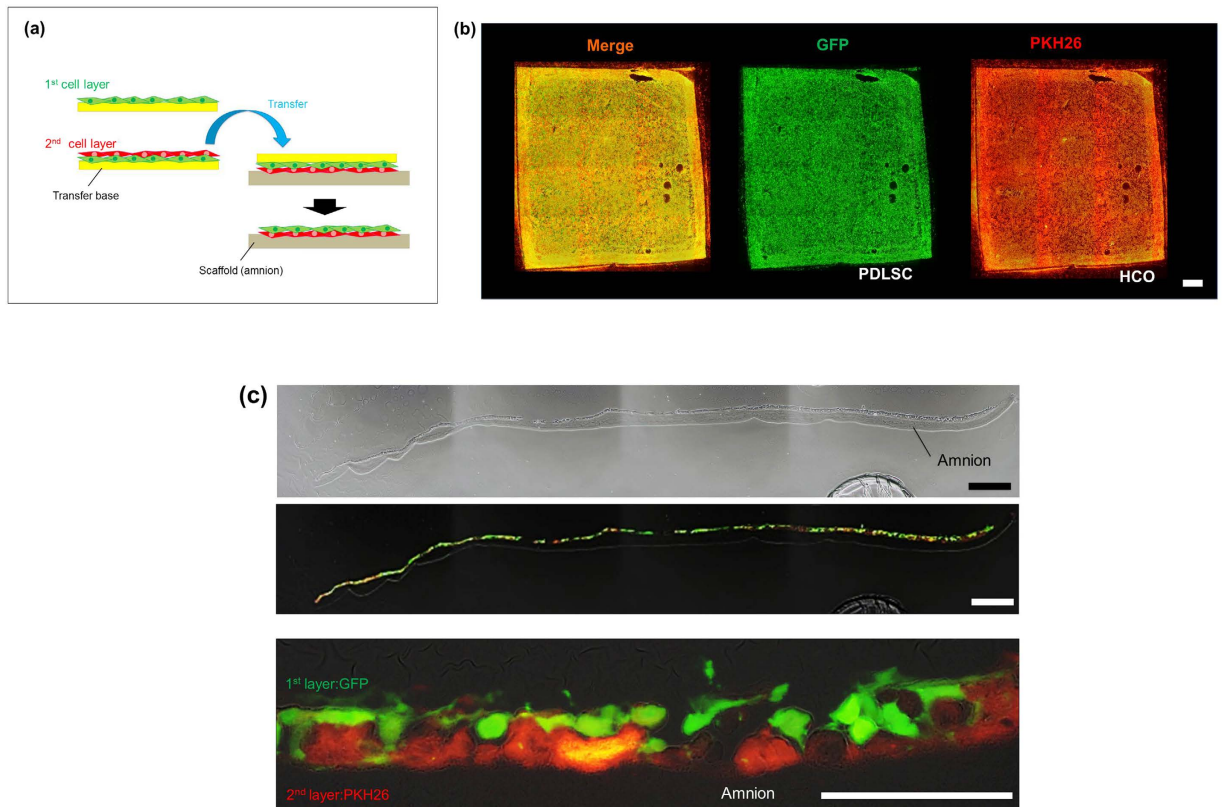 (a)
1st cell layer
Transfer
2nd cell layer
Transfer base
Scaffold (amnion)
(b)
Merge
GFP
PKH26
PDLSC
HCO
(c)
Amnion
1st layer:GFP
2nd layer:PKH26
Amnion